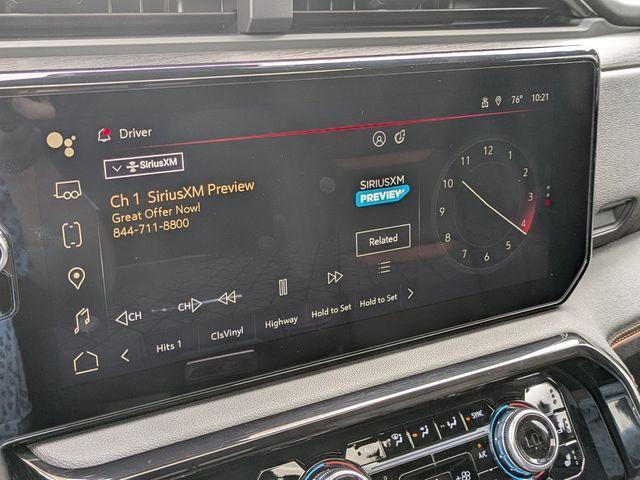 76° 10:21
Driver
SiriusXM
Ch 1 SiriusXM Preview
Great Offer Now!
844-711-8800
SIRIUSXM
PREVIEW
Related
12
1
2
3
4
5
6
7
8
9
10
11
CH
CH
Hits 1
ClsVinyl
Highway
Hold to Set
Hold to Set
SYNC
A/C